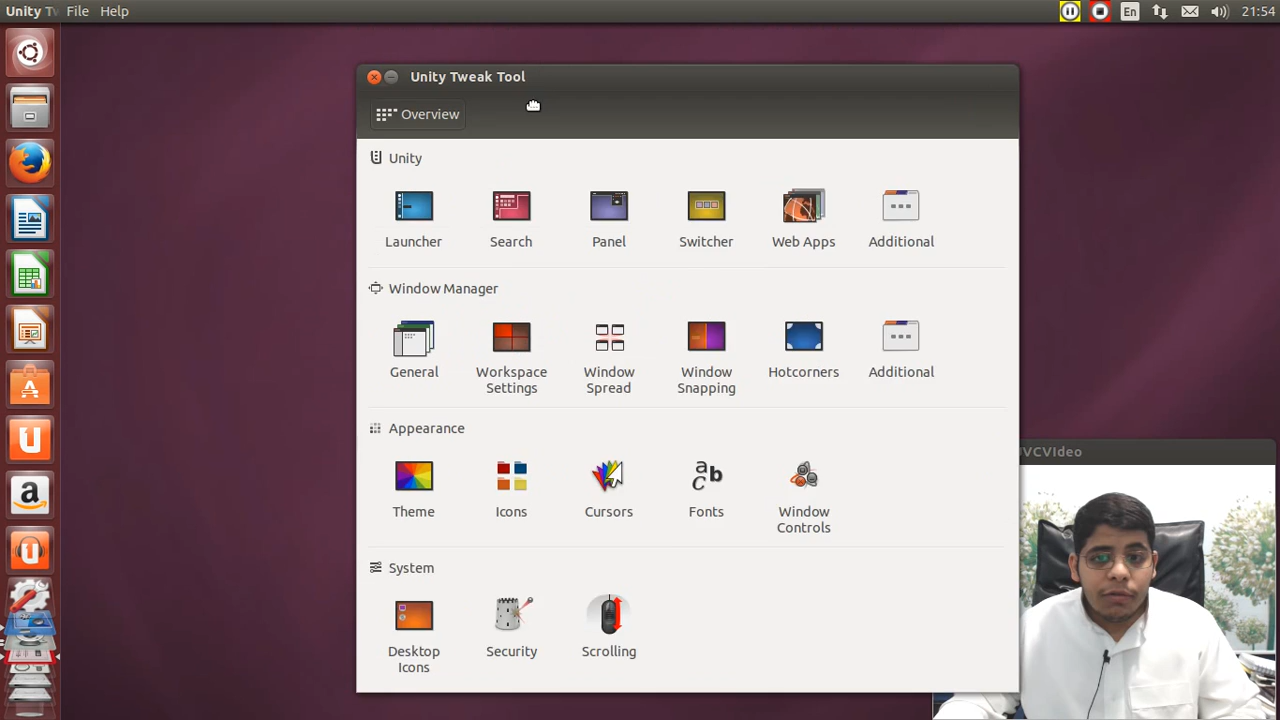 Unity Tw File Help
En 21:54
Unity Tweak Tool
Overview
Unity
Launcher Search Panel Switcher Web Apps Additional
Window Manager
General Workspace Window Window Hotcorners Additional
Settings Spread Snapping
Appearance
ab
c
Theme Icons Cursors Fonts Window
Controls
System
Desktop Security Scrolling
Icons
VCVIdeo